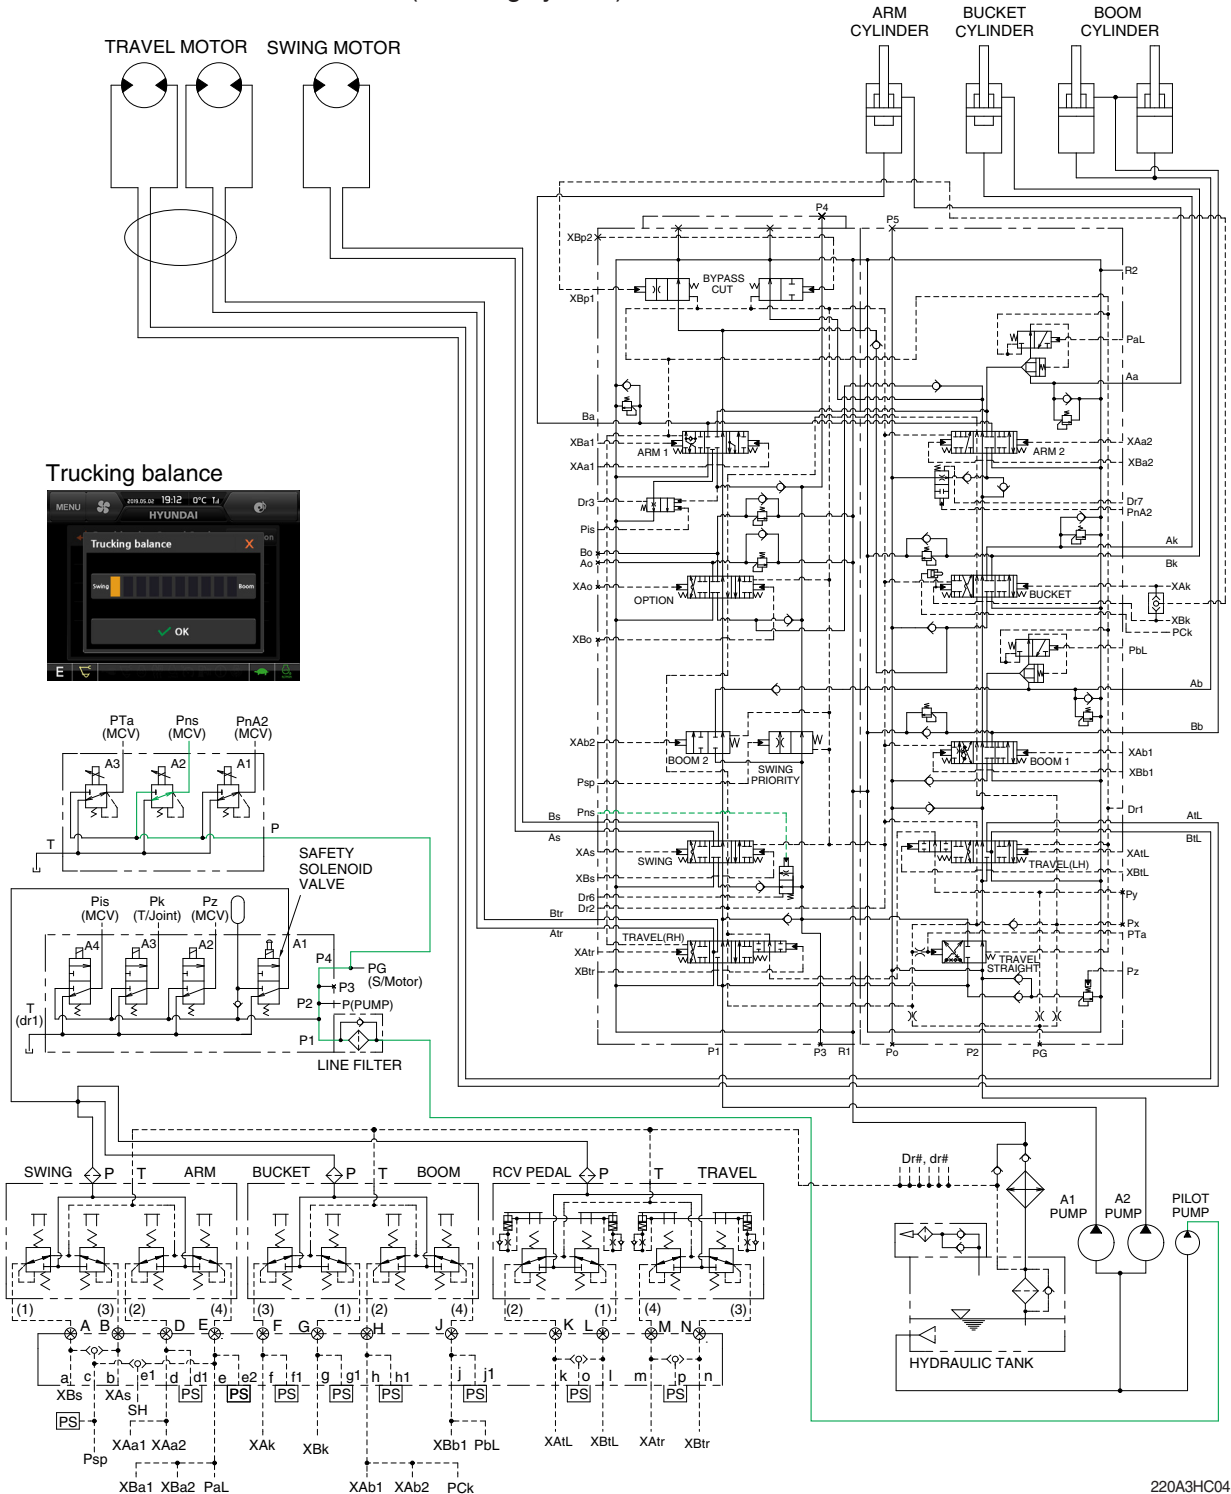 ARM
CYLINDER
BUCKET
CYLINDER
BOOM
CYLINDER
TRAVEL MOTOR
SWING MOTOR
P4
P5
XBp2
XBp1
BYPASS
CUT
R2
PaL
Aa
Ba
XBa1
XAa1
ARM 1
ARM 2
XAa2
XBa2
Dr3
Pis
Dr7
PnA2
Bo
Ao
XAo
OPTION
XBo
Ak
Bk
BUCKET
XAk
XBk
PCk
PbL
Ab
Bb
XAb2
BOOM 2
SWING
PRIORITY
Psp
BOOM 1
XAb1
XBb1
Pns
Dr1
Bs
As
AtL
BtL
XAs
SWING
XBs
Dr6
Dr2
TRAVEL(LH)
XAtL
XBtL
Py
Btr
Atr
TRAVEL(RH)
XAtr
XBtr
Px
PTa
TRAVEL
STRAIGHT
Pz
P1
P3
R1
Po
P2
PG
Trucking balance
MENU
2019.05.02
19:12
0°C
HYUNDAI
on
Trucking balance
X
Swing
Boom
OK
E
PTa
(MCV)
Pns
(MCV)
PnA2
(MCV)
A3
A2
A1
T
P
SAFETY
SOLENOID
VALVE
Pis
(MCV)
Pk
(T/Joint)
Pz
(MCV)
A4
A3
A2
A1
P4
PG
(S/Motor)
P3
P2
P(PUMP)
T
(dr1)
P1
LINE FILTER
SWING
P
T
ARM
BUCKET
P
T
BOOM
RCV PEDAL
P
T
TRAVEL
(1)
(3)
(2)
(4)
(3)
(1)
(2)
(4)
(2)
(1)
(4)
(3)
A
B
D
E
F
G
H
J
K
L
M
N
a
c
b
e1
d
d1
e
e2
f
f1
g
g1
h
h1
j
j1
k
o
l
m
p
n
XBs
XAs
SH
PS
PS
PS
PS
PS
PS
PS
PS
PS
Psp
XAa1
XAa2
XBa1
XBa2
PaL
XAk
XBk
XAb1
XAb2
PCk
XBb1
PbL
XAtL
XBtL
XAtr
XBtr
Dr#, dr#
A1
PUMP
A2
PUMP
PILOT
PUMP
HYDRAULIC TANK
220A3HC04